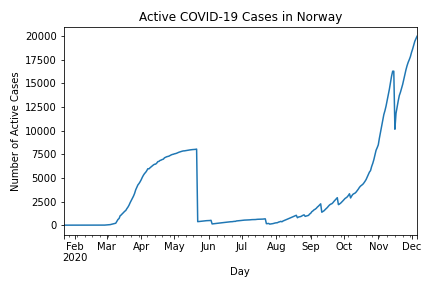 Active COVID-19 Cases in Norway
Number of Active Cases
20000
17500
15000
12500
10000
7500
5000
2500
0
Feb Mar Apr May Jun Jul Aug Sep Oct Nov Dec
2020
Day